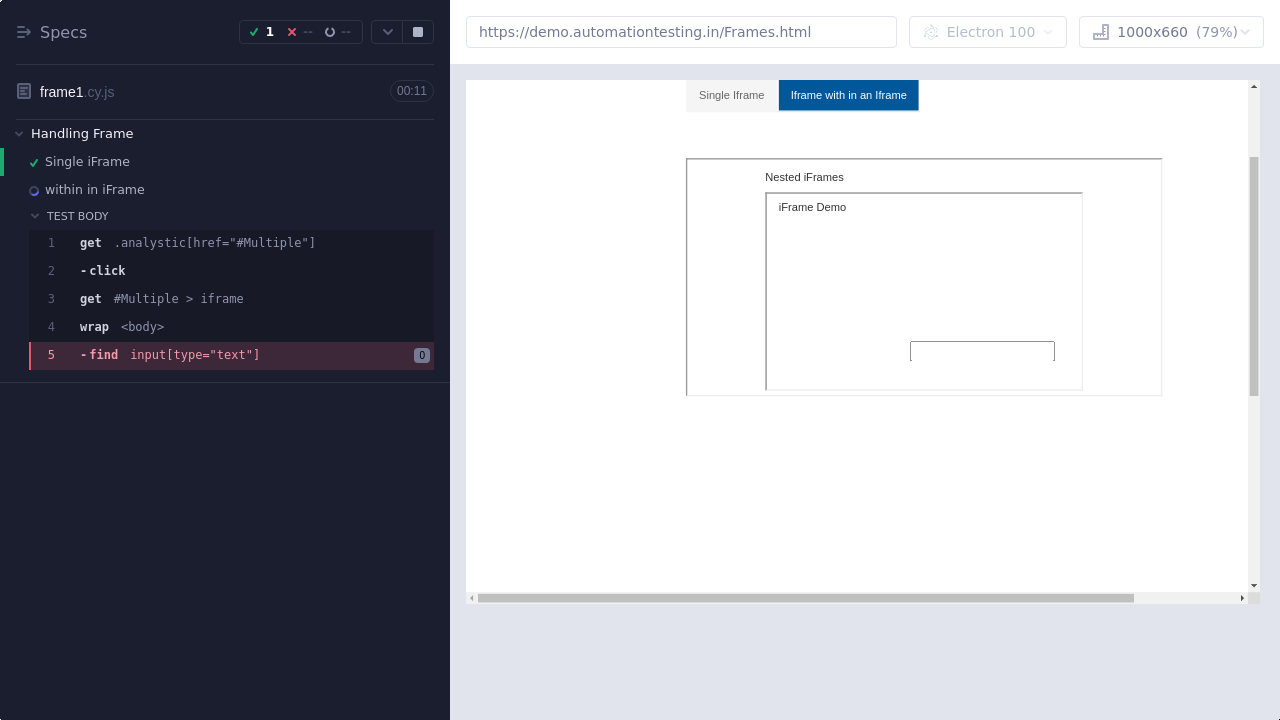 Specs
1 -- --
frame1.cy.js 00:11
Handling Frame
Single iFrame
within in iFrame
TEST BODY
1 get .analystic[href="#Multiple"]
2 -click
3 get #Multiple > iframe
4 wrap <body>
5 -find input[type="text"] 0
https://demo.automationtesting.in/Frames.html
Electron 100
1000x660 (79%)
Single Iframe
Iframe with in an Iframe
Nested iFrames
iFrame Demo